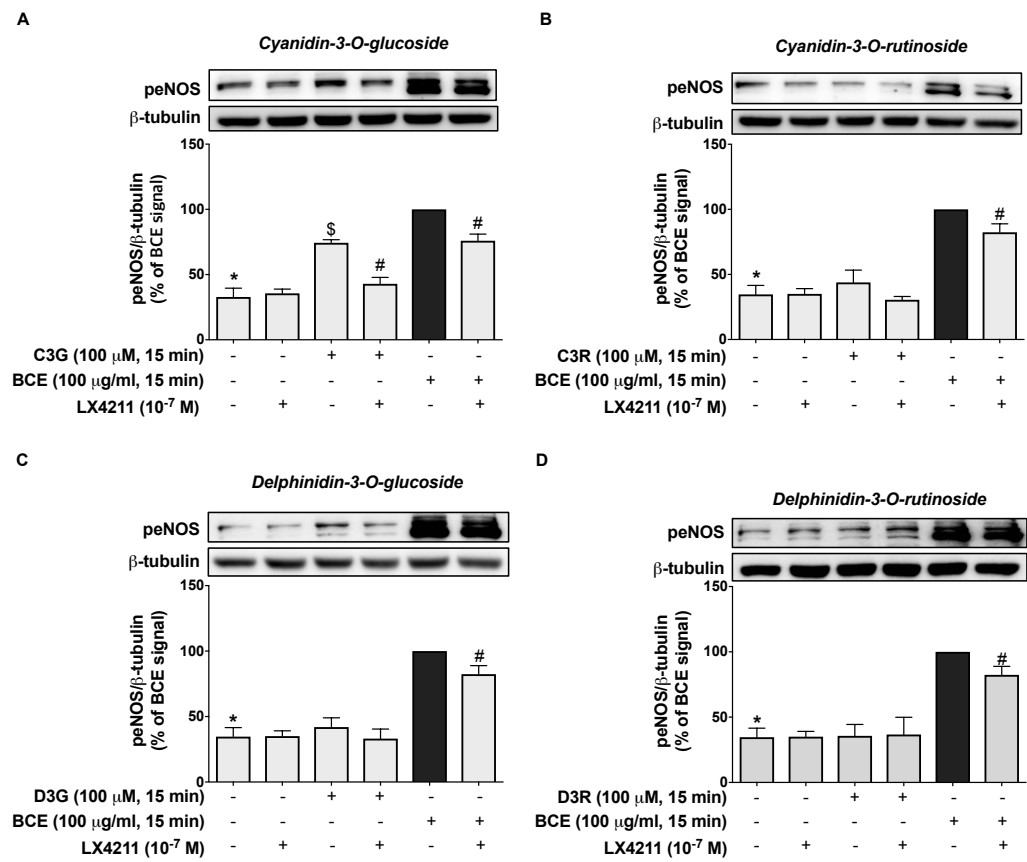 A
Cyanidin-3-O-glucoside
peNOS
β-tubulin
peNOS/β-tubulin
(% of BCE signal)
150
100
50
0
*
$
#
#
C3G (100 μM, 15 min) - - + + - -
BCE (100 μg/ml, 15 min) - - - - + +
LX4211 (10⁻⁷ M) - + - + - +
B
Cyanidin-3-O-rutinoside
peNOS
β-tubulin
peNOS/β-tubulin
(% of BCE signal)
150
100
50
0
*
#
C3R (100 μM, 15 min) - - + + - -
BCE (100 μg/ml, 15 min) - - - - + +
LX4211 (10⁻⁷ M) - + - + - +
C
Delphinidin-3-O-glucoside
peNOS
β-tubulin
peNOS/β-tubulin
(% of BCE signal)
150
100
50
0
*
#
D3G (100 μM, 15 min) - - + + - -
BCE (100 μg/ml, 15 min) - - - - + +
LX4211 (10⁻⁷ M) - + - + - +
D
Delphinidin-3-O-rutinoside
peNOS
β-tubulin
peNOS/β-tubulin
(% of BCE signal)
150
100
50
0
*
#
D3R (100 μM, 15 min) - - + + - -
BCE (100 μg/ml, 15 min) - - - - + +
LX4211 (10⁻⁷ M) - + - + - +